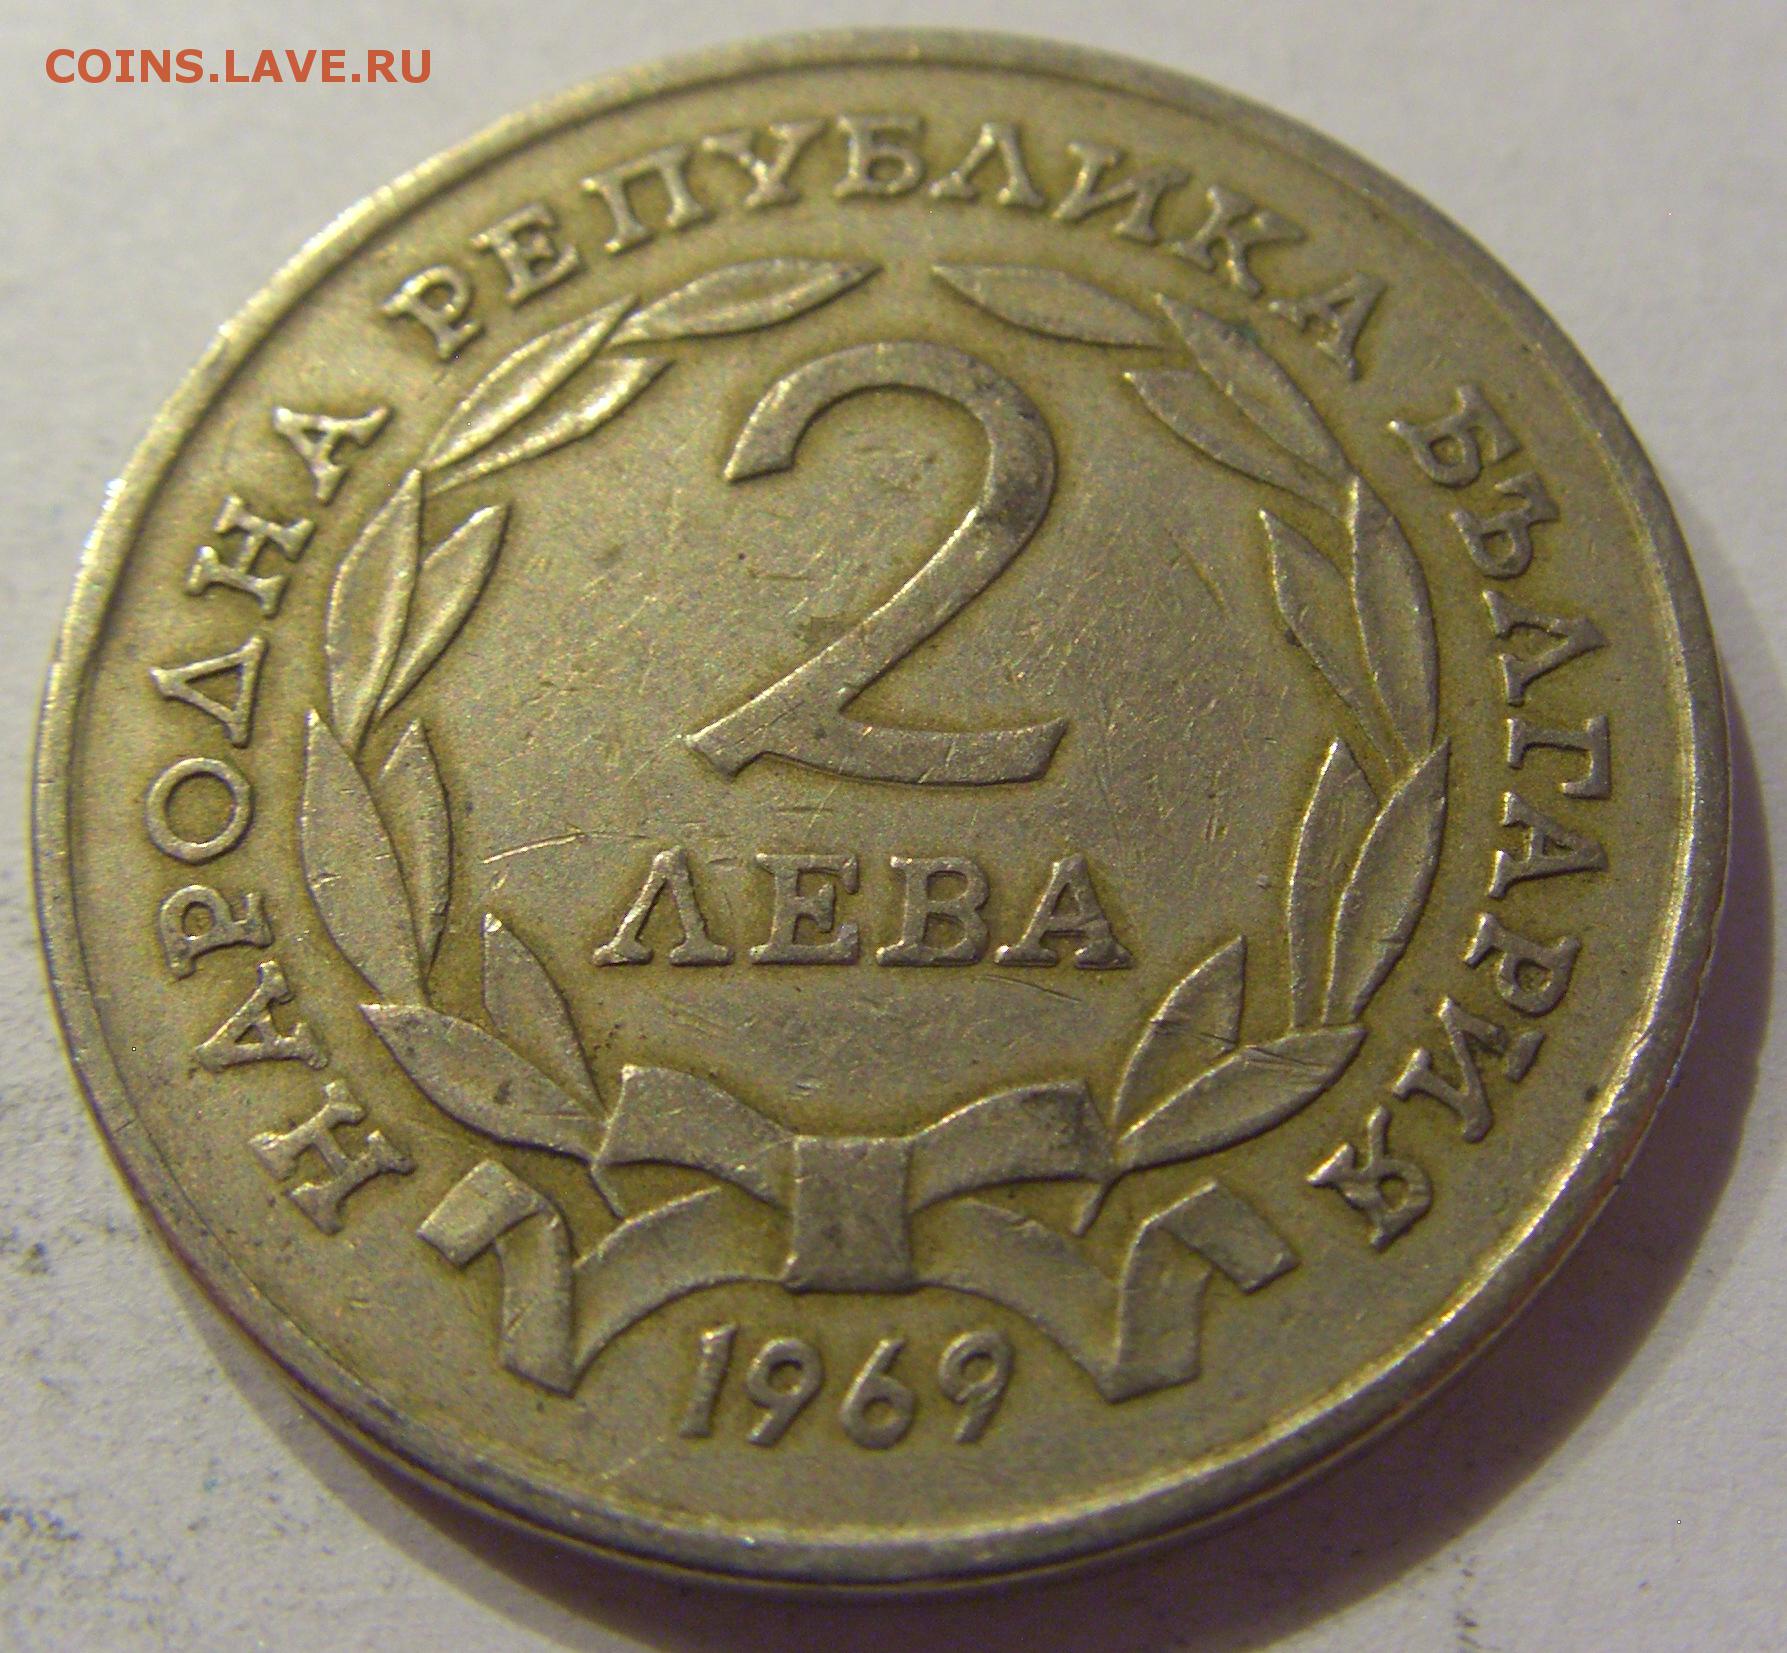 COINS.LAVE.RU
НАРОДНА РЕПУБЛИКА БЪЛГАРИЯ
2
ЛЕВА
1969